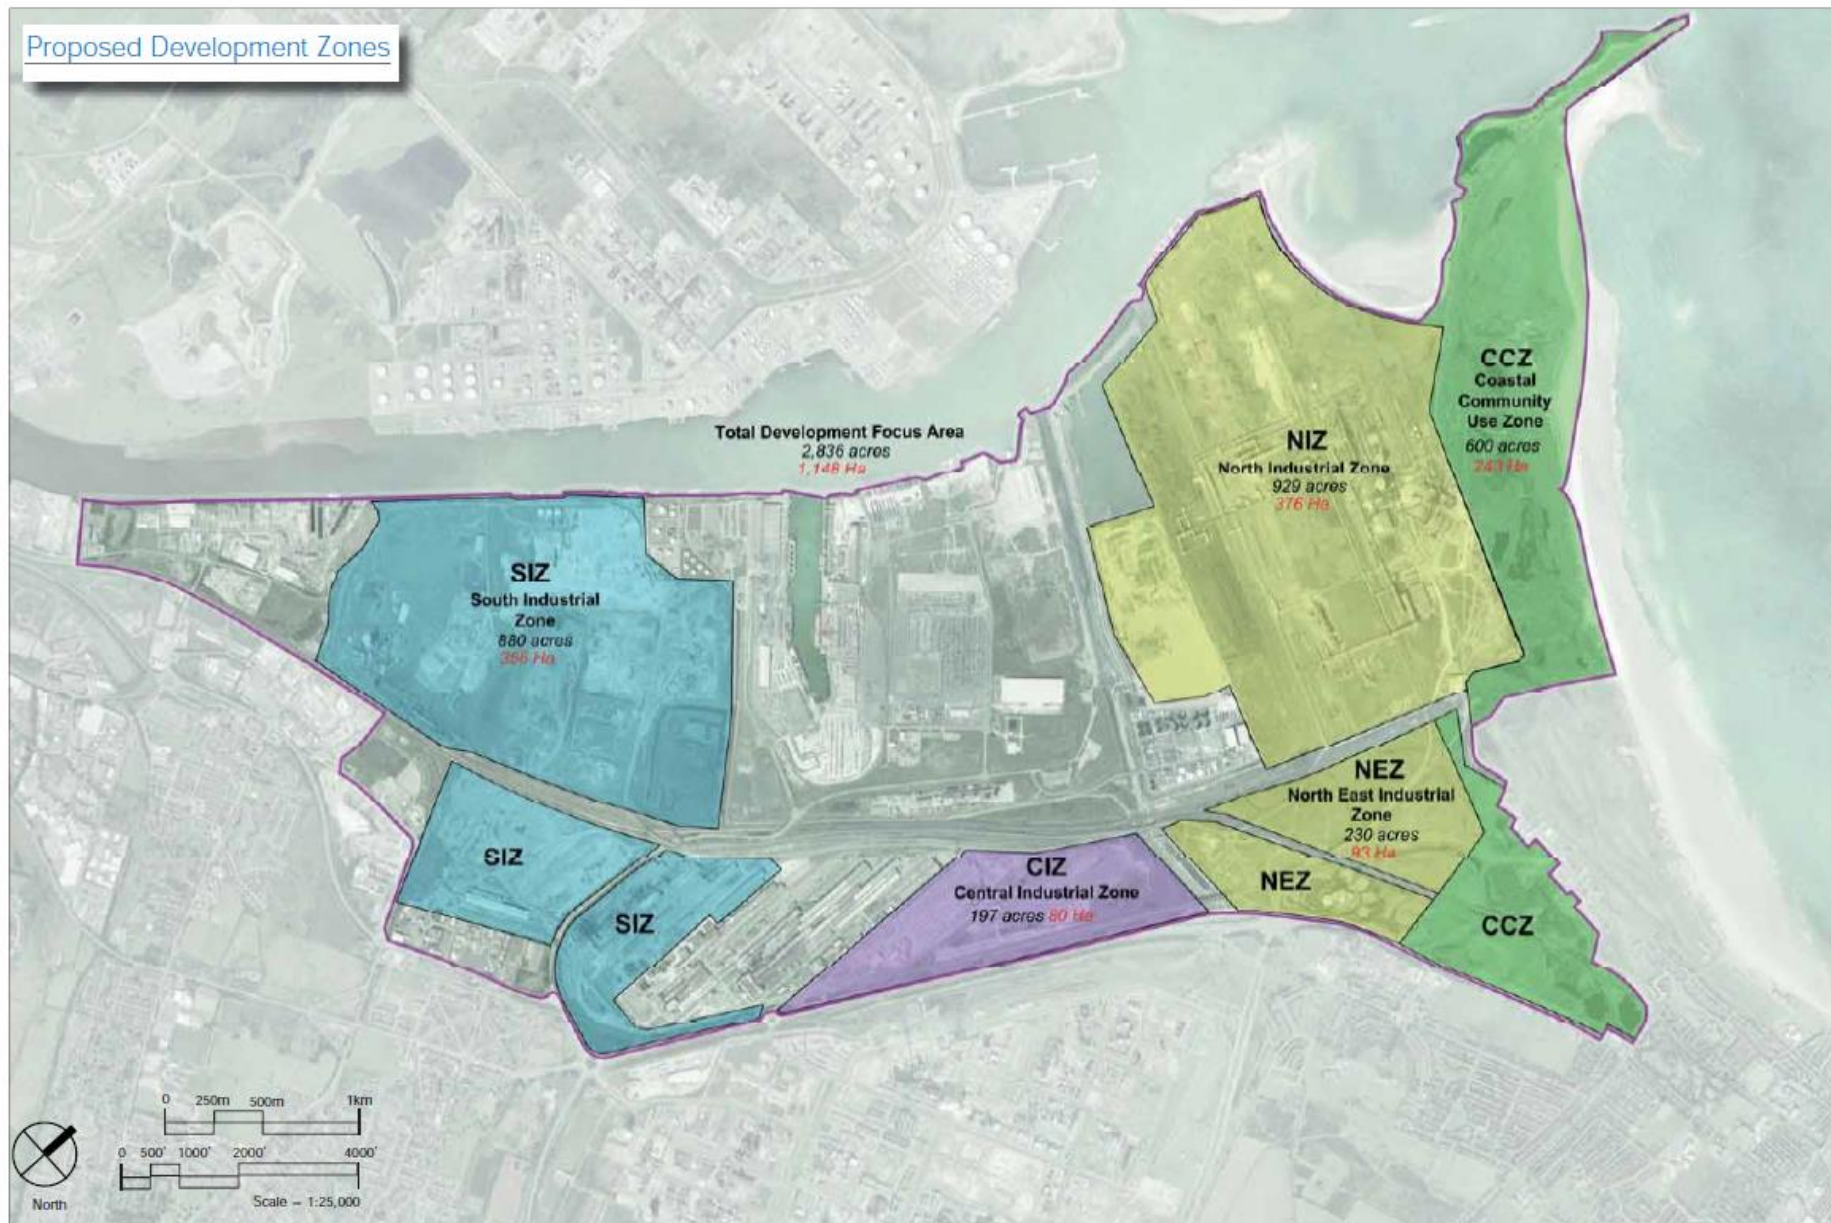 Proposed Development Zones
CCZ
Coastal
Community
Use Zone
600 acres
243 Ha
Total Development Focus Area
2,836 acres
1,148 Ha
NIZ
North Industrial Zone
929 acres
376 Ha
SIZ
South Industrial
Zone
880 acres
356 Ha
NEZ
North East Industrial
Zone
230 acres
93 Ha
SIZ
CIZ
Central Industrial Zone
197 acres 80 Ha
NEZ
SIZ
CCZ
0 250m 500m 1km
0 500' 1000' 2000' 4000'
North
Scale - 1:25,000